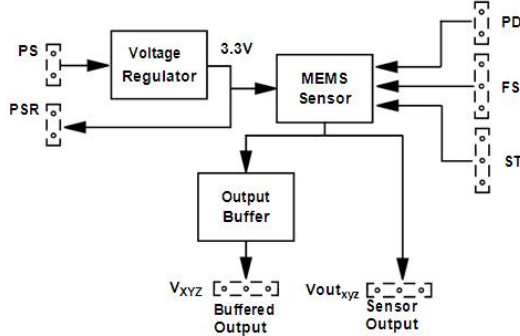 PS
Voltage
Regulator
3.3V
MEMS
Sensor
PD
FS
ST
PSR
Output
Buffer
VXYZ
Buffered
Output
Voutxyz
Sensor
Output